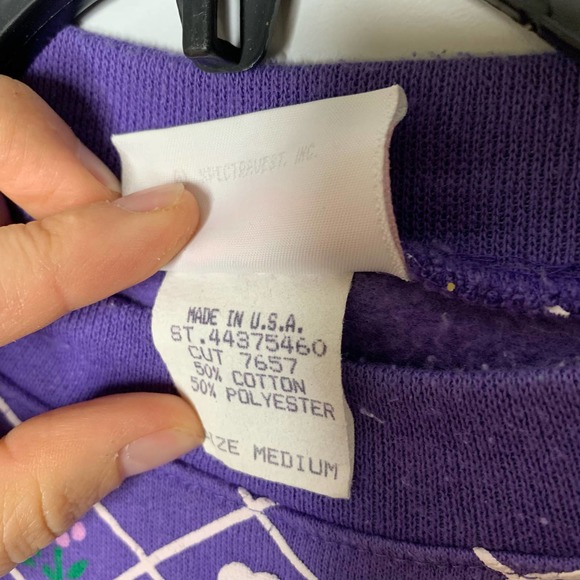 SPECTRAVEST, INC.
MADE IN U.S.A.
ST.44375460
CUT 7657
50% COTTON
50% POLYESTER
MEDIUM